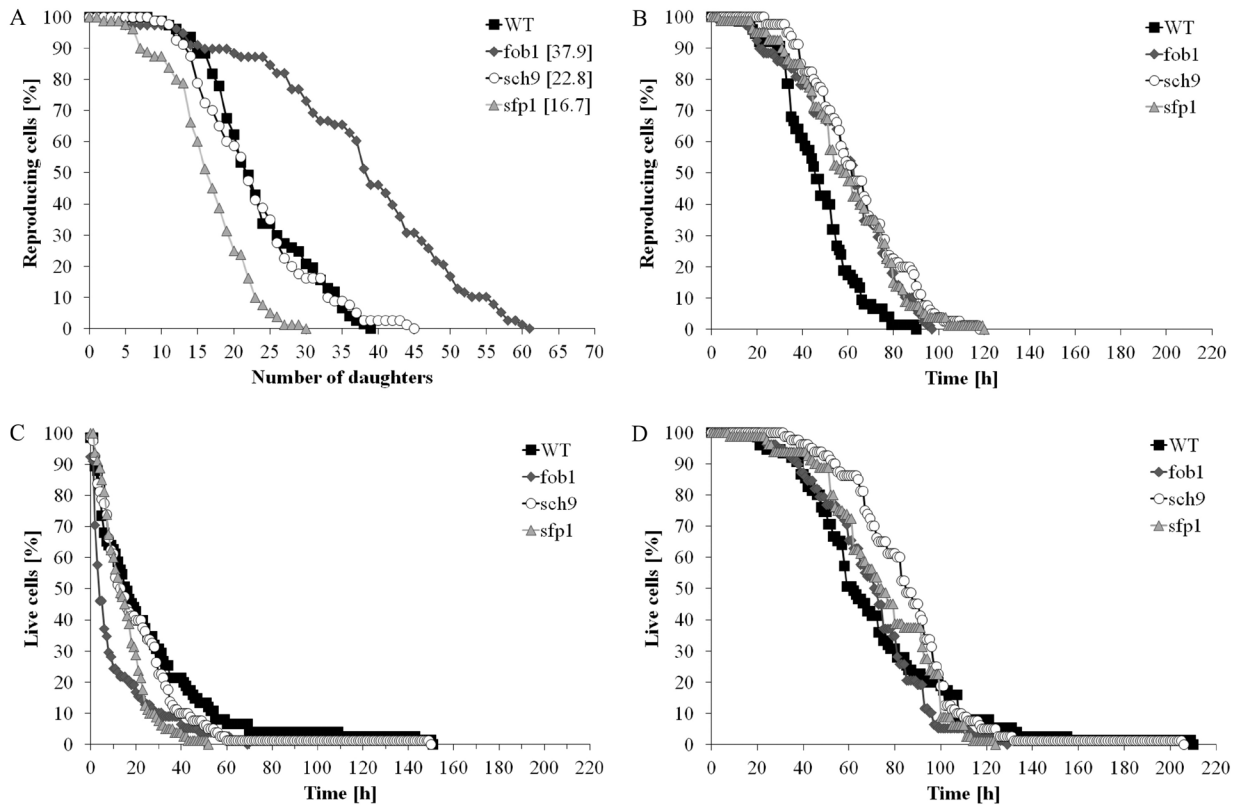 A
Reproducing cells [%]
100
90
80
70
60
50
40
30
20
10
0
0 5 10 15 20 25 30 35 40 45 50 55 60 65 70
Number of daughters
WT
fob1 [37.9]
sch9 [22.8]
sfp1 [16.7]
B
Reproducing cells [%]
100
90
80
70
60
50
40
30
20
10
0
0 20 40 60 80 100 120 140 160 180 200 220
Time [h]
WT
fob1
sch9
sfp1
C
Live cells [%]
100
90
80
70
60
50
40
30
20
10
0
0 20 40 60 80 100 120 140 160 180 200 220
Time [h]
WT
fob1
sch9
sfp1
D
Live cells [%]
100
90
80
70
60
50
40
30
20
10
0
0 20 40 60 80 100 120 140 160 180 200 220
Time [h]
WT
fob1
sch9
sfp1